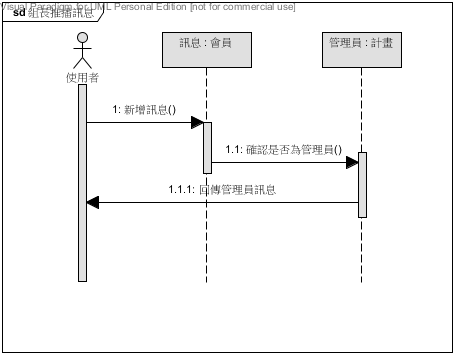 Visual Paradigm for UML Personal Edition [not for commercial use]
sd 組長推播訊息
訊息 : 會員
管理員 : 計畫
使用者
1: 新增訊息()
1.1: 確認是否為管理員()
1.1.1: 回傳管理員訊息